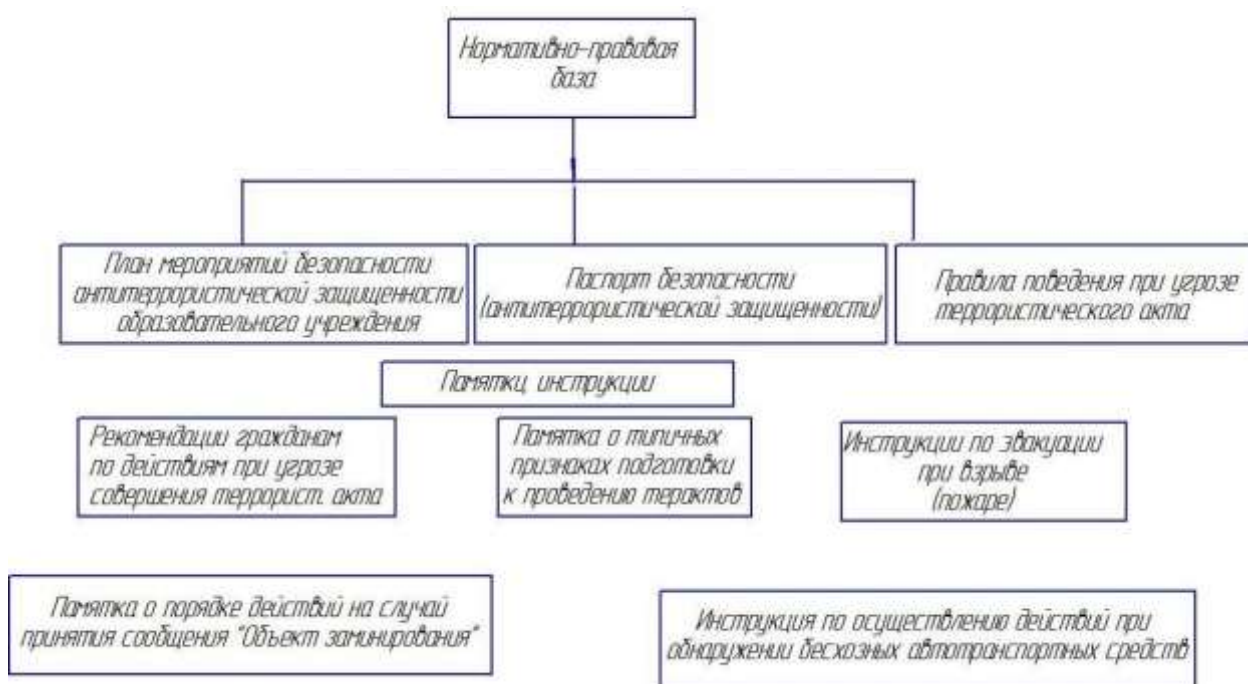 Нормативно-правовая
база
План мероприятий безопасности
антитеррористической защищенности
образовательного учреждения
Паспорт безопасности
(антитеррористической защищенности)
Правила поведения при угрозе
террористического акта
Памятки, инструкции
Рекомендации гражданам
по действиям при угрозе
совершения террорист. акта
Памятка о типичных
признаках подготовки
к проведению терактов
Инструкции по эвакуации
при взрыве
(пожаре)
Памятка о порядке действий на случай
принятия сообщения "Объект заминирования"
Инструкция по осуществлению действий при
обнаружении бесхозных автотранспортных средств